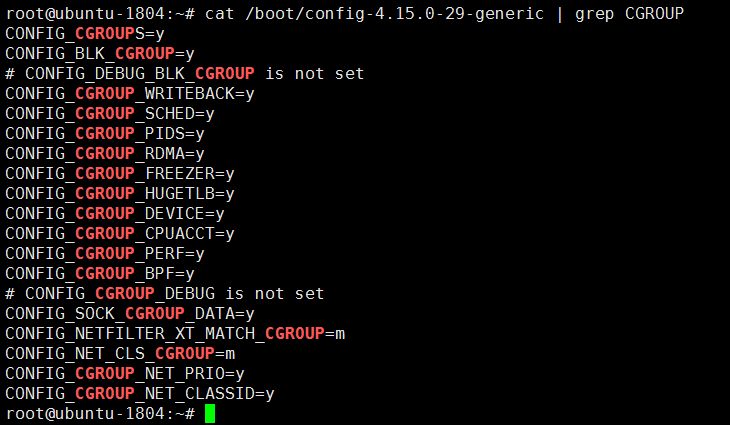 root@ubuntu-1804:~# cat /boot/config-4.15.0-29-generic | grep CGROUP
CONFIG_CGROUPS=y
CONFIG_BLK_CGROUP=y
# CONFIG_DEBUG_BLK_CGROUP is not set
CONFIG_CGROUP_WRITEBACK=y
CONFIG_CGROUP_SCHED=y
CONFIG_CGROUP_PIDS=y
CONFIG_CGROUP_RDMA=y
CONFIG_CGROUP_FREEZER=y
CONFIG_CGROUP_HUGETLB=y
CONFIG_CGROUP_DEVICE=y
CONFIG_CGROUP_CPUACCT=y
CONFIG_CGROUP_PERF=y
CONFIG_CGROUP_BPF=y
# CONFIG_CGROUP_DEBUG is not set
CONFIG_SOCK_CGROUP_DATA=y
CONFIG_NETFILTER_XT_MATCH_CGROUP=m
CONFIG_NET_CLS_CGROUP=m
CONFIG_CGROUP_NET_PRIO=y
CONFIG_CGROUP_NET_CLASSID=y
root@ubuntu-1804:~#